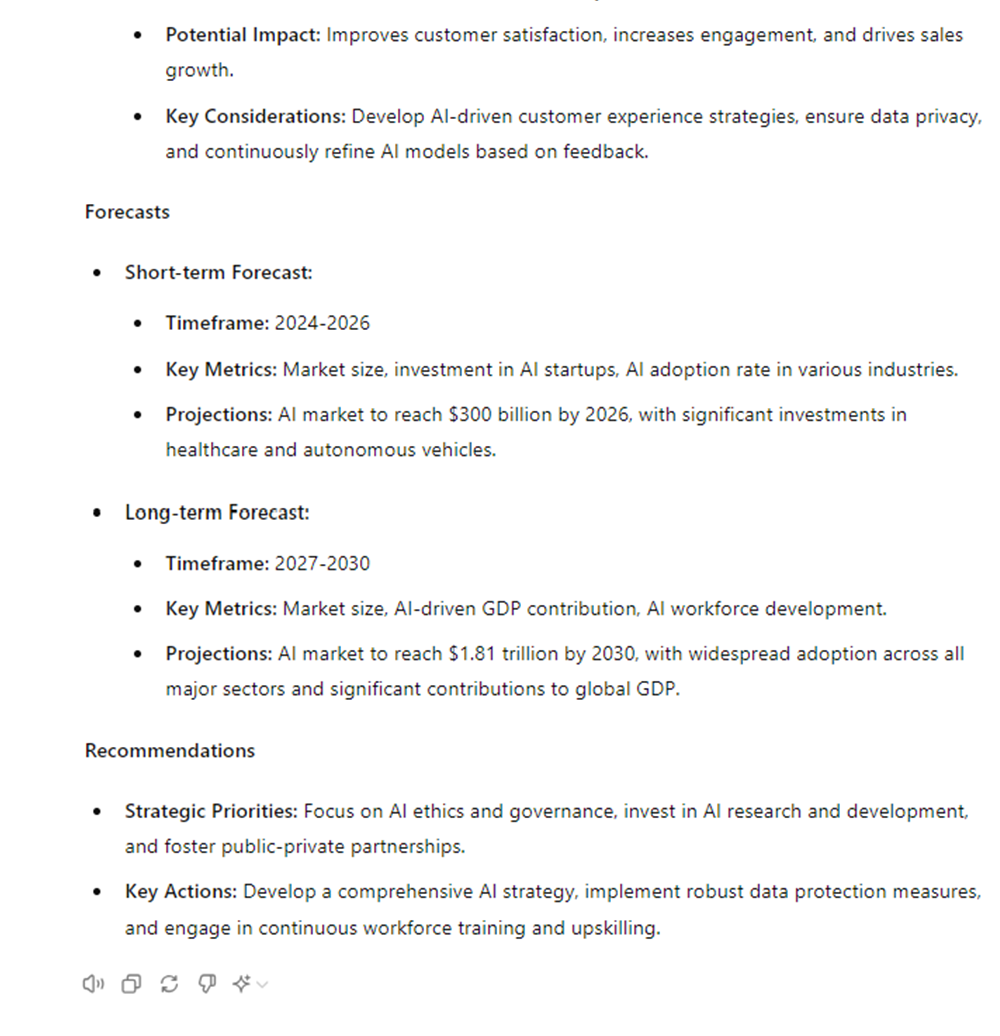 Potential Impact: Improves customer satisfaction, increases engagement, and drives sales
growth.
Key Considerations: Develop AI-driven customer experience strategies, ensure data privacy,
and continuously refine AI models based on feedback.
Forecasts
Short-term Forecast:
Timeframe: 2024-2026
Key Metrics: Market size, investment in AI startups, AI adoption rate in various industries.
Projections: AI market to reach $300 billion by 2026, with significant investments in
healthcare and autonomous vehicles.
Long-term Forecast:
Timeframe: 2027-2030
Key Metrics: Market size, AI-driven GDP contribution, AI workforce development.
Projections: AI market to reach $1.81 trillion by 2030, with widespread adoption across all
major sectors and significant contributions to global GDP.
Recommendations
Strategic Priorities: Focus on AI ethics and governance, invest in AI research and development,
and foster public-private partnerships.
Key Actions: Develop a comprehensive AI strategy, implement robust data protection measures,
and engage in continuous workforce training and upskilling.